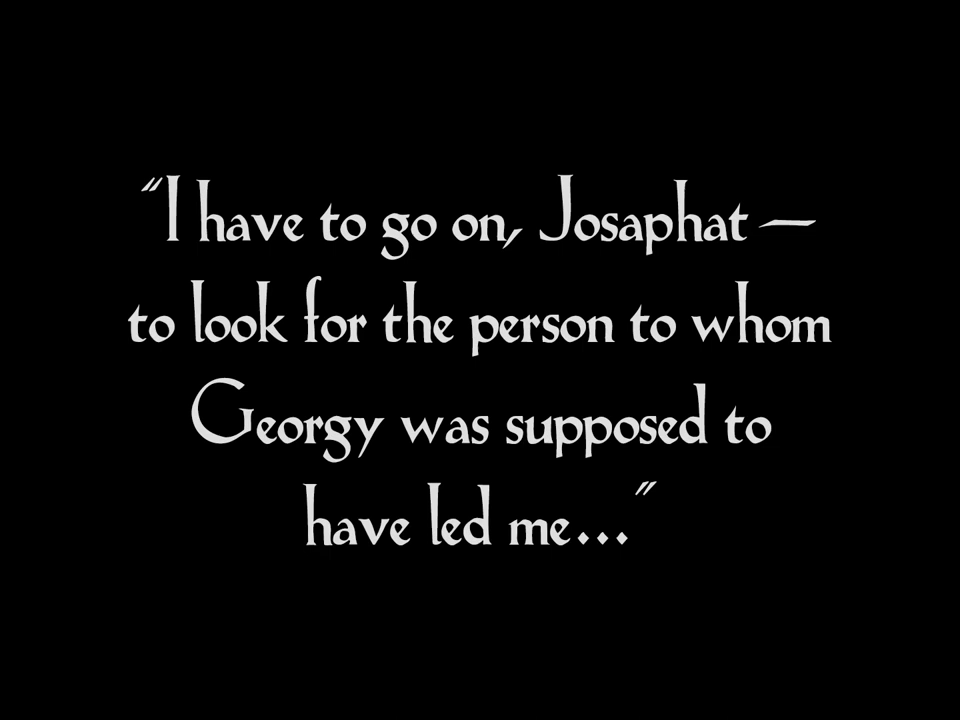 "I have to go on, Josaphat —
to look for the person to whom
Georgy was supposed to
have led me..."